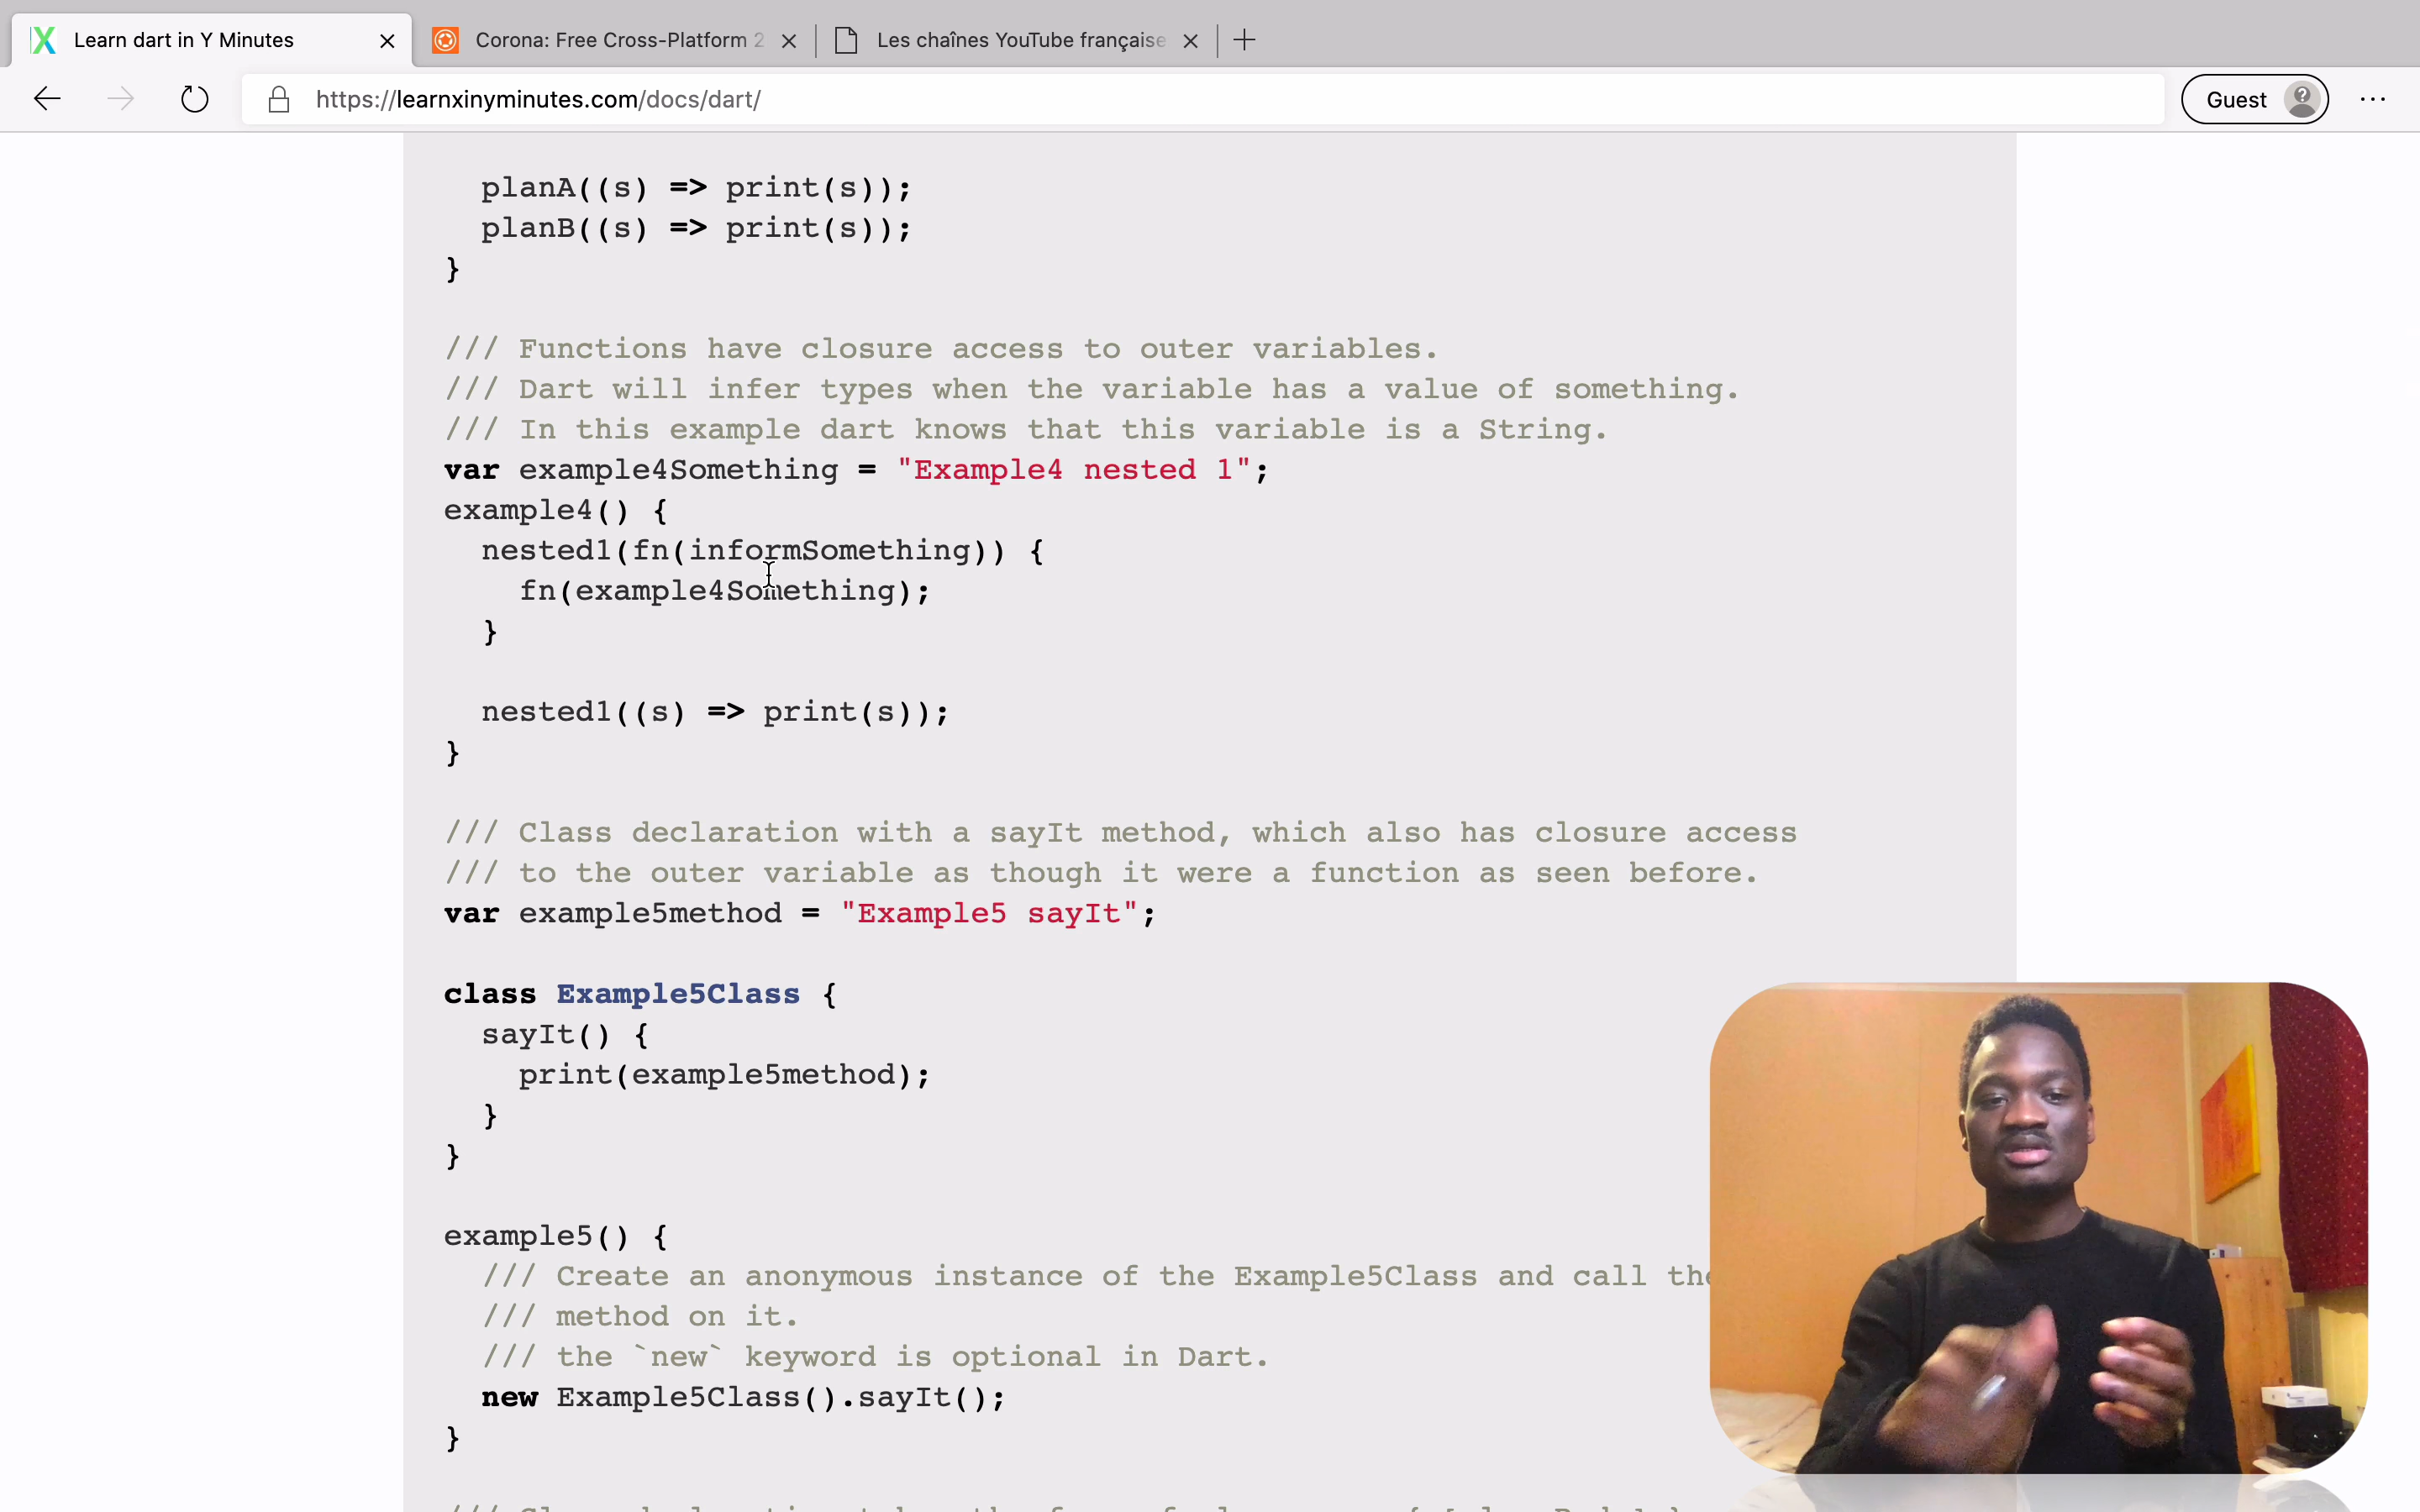 Learn dart in Y Minutes
Corona: Free Cross-Platform 2
Les chaînes YouTube française
https://learnxinyminutes.com/docs/dart/
Guest
planA((s) => print(s));
planB((s) => print(s));
}
/// Functions have closure access to outer variables.
/// Dart will infer types when the variable has a value of something.
/// In this example dart knows that this variable is a String.
var example4Something = "Example4 nested 1";
example4() {
nested1(fn(informSomething)) {
fn(example4Something);
}
nested1((s) => print(s));
}
/// Class declaration with a sayIt method, which also has closure access
/// to the outer variable as though it were a function as seen before.
var example5method = "Example5 sayIt";
class Example5Class {
sayIt() {
print(example5method);
}
}
example5() {
/// Create an anonymous instance of the Example5Class and call the
/// method on it.
/// the `new` keyword is optional in Dart.
new Example5Class().sayIt();
}